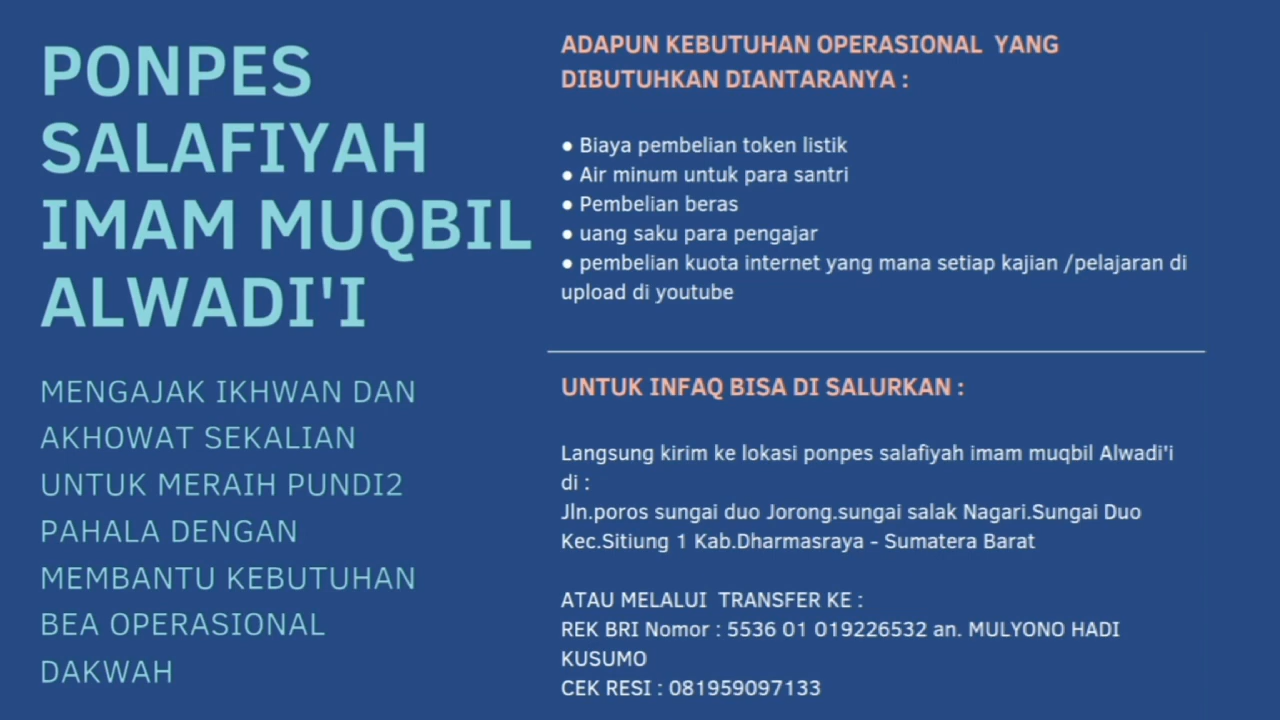 PONPES
SALAFIYAH
IMAM MUQBIL
ALWADI'I
MENGAJAK IKHWAN DAN
AKHOWAT SEKALIAN
UNTUK MERAIH PUNDI2
PAHALA DENGAN
MEMBANTU KEBUTUHAN
BEA OPERASIONAL
DAKWAH
ADAPUN KEBUTUHAN OPERASIONAL YANG
DIBUTUHKAN DIANTARANYA :
● Biaya pembelian token listik
● Air minum untuk para santri
● Pembelian beras
● uang saku para pengajar
● pembelian kuota internet yang mana setiap kajian /pelajaran di
upload di youtube
UNTUK INFAQ BISA DI SALURKAN :
Langsung kirim ke lokasi ponpes salafiyah imam muqbil Alwadi'i
di :
Jln.poros sungai duo Jorong.sungai salak Nagari.Sungai Duo
Kec.Sitiung 1 Kab.Dharmasraya - Sumatera Barat
ATAU MELALUI TRANSFER KE :
REK BRI Nomor : 5536 01 019226532 an. MULYONO HADI
KUSUMO
CEK RESI : 081959097133